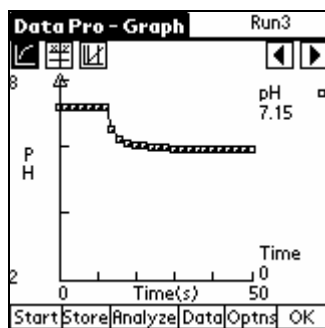 Data Pro - Graph Run3
8
pH
7.15
P
H
Time
0
2
0 Time(s) 50
Start Store Analyze Data Optns OK